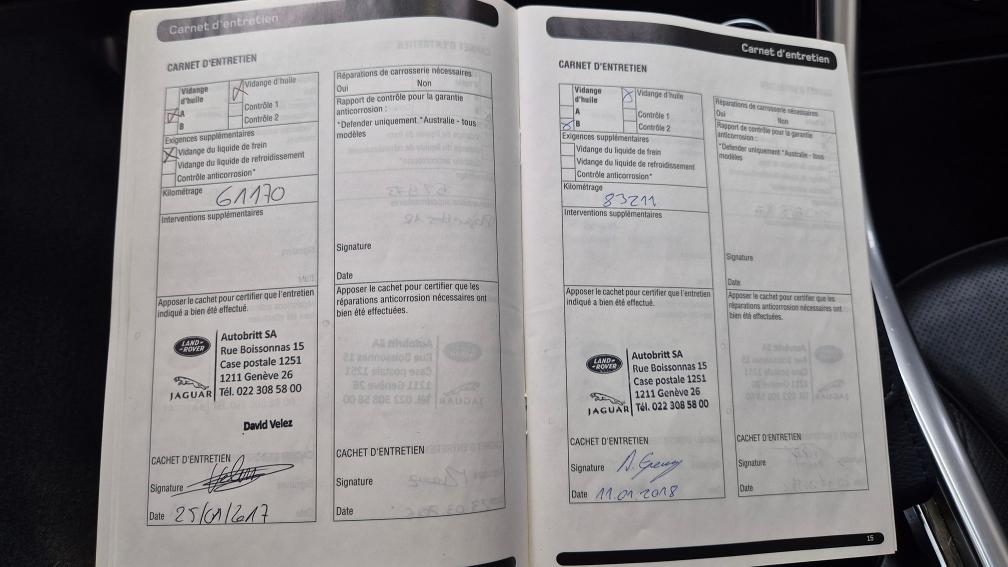 Carnet d'entretien
CARNET D'ENTRETIEN
Vidange d'huile
Vidange d'huile
A
Contrôle 1
B
Contrôle 2
Exigences supplémentaires
Vidange du liquide de frein
Vidange du liquide de refroidissement
Contrôle anticorrosion*
Kilométrage
61170
Interventions supplémentaires
Apposer le cachet pour certifier que l'entretien
indiqué a bien été effectué.
LAND-
ROVER
JAGUAR
Autobritt SA
Rue Boissonnas 15
Case postale 1251
1211 Genève 26
Tél. 022 308 58 00
David Velez
CACHET D'ENTRETIEN
Signature
Date 25/01/2017
Réparations de carrosserie nécessaires
Oui Non
Rapport de contrôle pour la garantie
anticorrosion :
*Defender uniquement *Australie - tous
modèles
Signature
Date
Apposer le cachet pour certifier que les
réparations anticorrosion nécessaires ont
bien été effectuées.
CACHET D'ENTRETIEN
Signature
Date
Carnet d'entretien
CARNET D'ENTRETIEN
Vidange
d'huile
Vidange d'huile
A
Contrôle 1
B
Contrôle 2
Exigences supplémentaires
Vidange du liquide de frein
Vidange du liquide de refroidissement
Contrôle anticorrosion*
Kilométrage
83211
Interventions supplémentaires
Apposer le cachet pour certifier que l'entretien
indiqué a bien été effectué.
LAND-
ROVER
JAGUAR
Autobritt SA
Rue Boissonnas 15
Case postale 1251
1211 Genève 26
Tél. 022 308 58 00
CACHET D'ENTRETIEN
Signature
Date 11.01.2018
Réparations de carrosserie nécessaires
Oui Non
Rapport de contrôle pour la garantie
anticorrosion :
*Defender uniquement *Australie - tous
modèles
Signature
Date
Apposer le cachet pour certifier que les
réparations anticorrosion nécessaires ont
bien été effectuées.
CACHET D'ENTRETIEN
Signature
Date
15